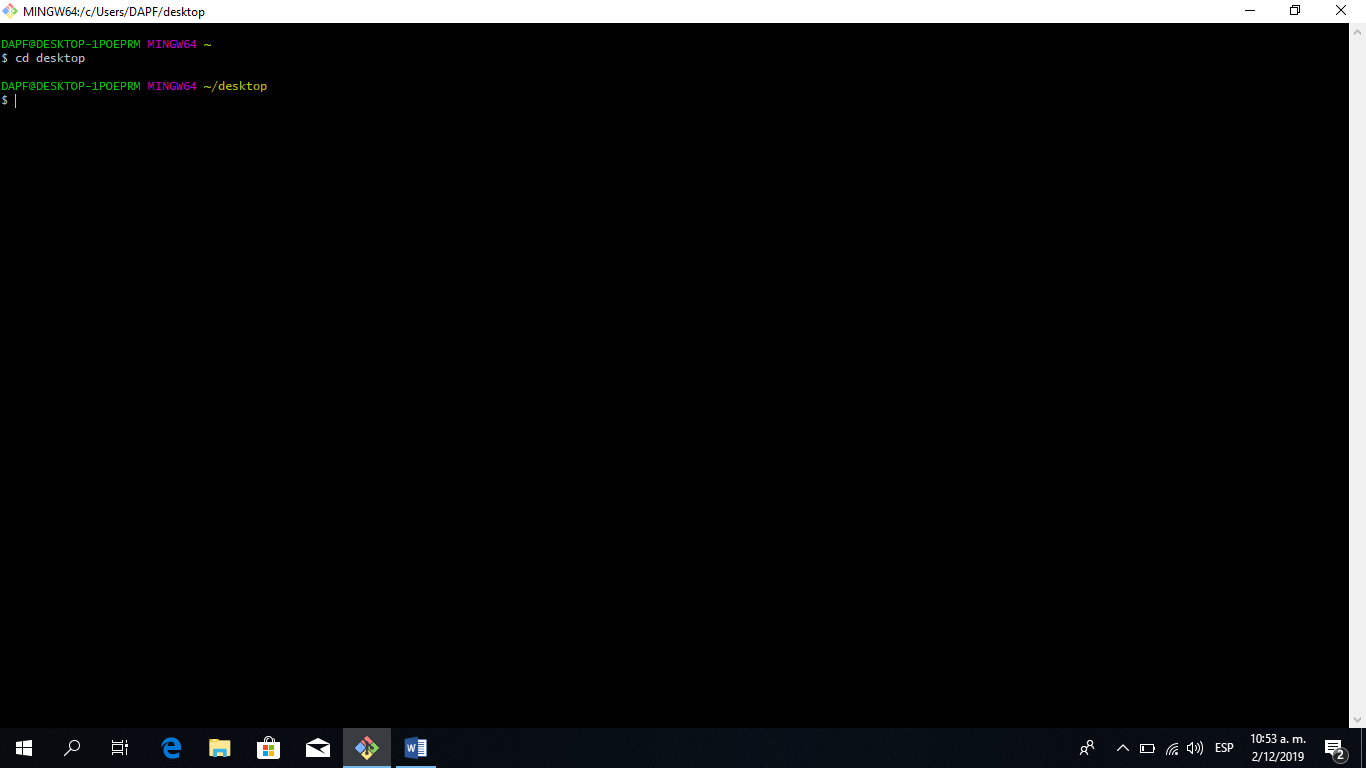 MINGW64:/c/Users/DAPF/desktop
DAPF@DESKTOP-1POEPRM MINGW64 ~
$ cd desktop
DAPF@DESKTOP-1POEPRM MINGW64 ~/desktop
$
W
ESP
10:53 a. m.
2/12/2019
2